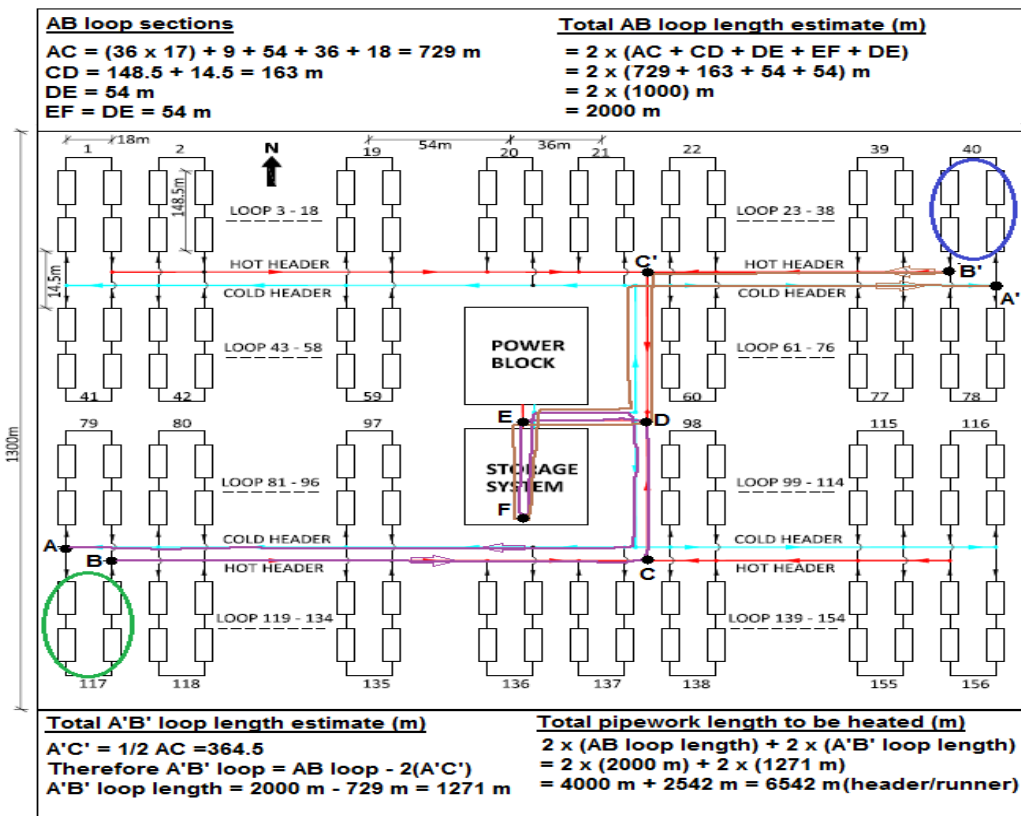 AB loop sections
AC = (36 x 17) + 9 + 54 + 36 + 18 = 729 m
CD = 148.5 + 14.5 = 163 m
DE = 54 m
EF = DE = 54 m
Total AB loop length estimate (m)
= 2 x (AC + CD + DE + EF + DE)
= 2 x (729 + 163 + 54 + 54) m
= 2 x (1000) m
= 2000 m
18m
54m
36m
1
2
N
19
20
21
22
39
40
148.5m
LOOP 3 - 18
LOOP 23 - 38
14.5m
HOT HEADER
C'
HOT HEADER
B'
COLD HEADER
COLD HEADER
A'
LOOP 43 - 58
POWER
BLOCK
LOOP 61 - 76
41
42
59
60
77
78
1300m
79
80
97
E
D
98
115
116
LOOP 81 - 96
STORAGE
SYSTEM
LOOP 99 - 114
F
A
COLD HEADER
COLD HEADER
B
HOT HEADER
C
HOT HEADER
LOOP 119 - 134
LOOP 139 - 154
117
118
135
136
137
138
155
156
Total A'B' loop length estimate (m)
A'C' = 1/2 AC =364.5
Therefore A'B' loop = AB loop - 2(A'C')
A'B' loop length = 2000 m - 729 m = 1271 m
Total pipework length to be heated (m)
2 x (AB loop length) + 2 x (A'B' loop length)
= 2 x (2000 m) + 2 x (1271 m)
= 4000 m + 2542 m = 6542 m(header/runner)